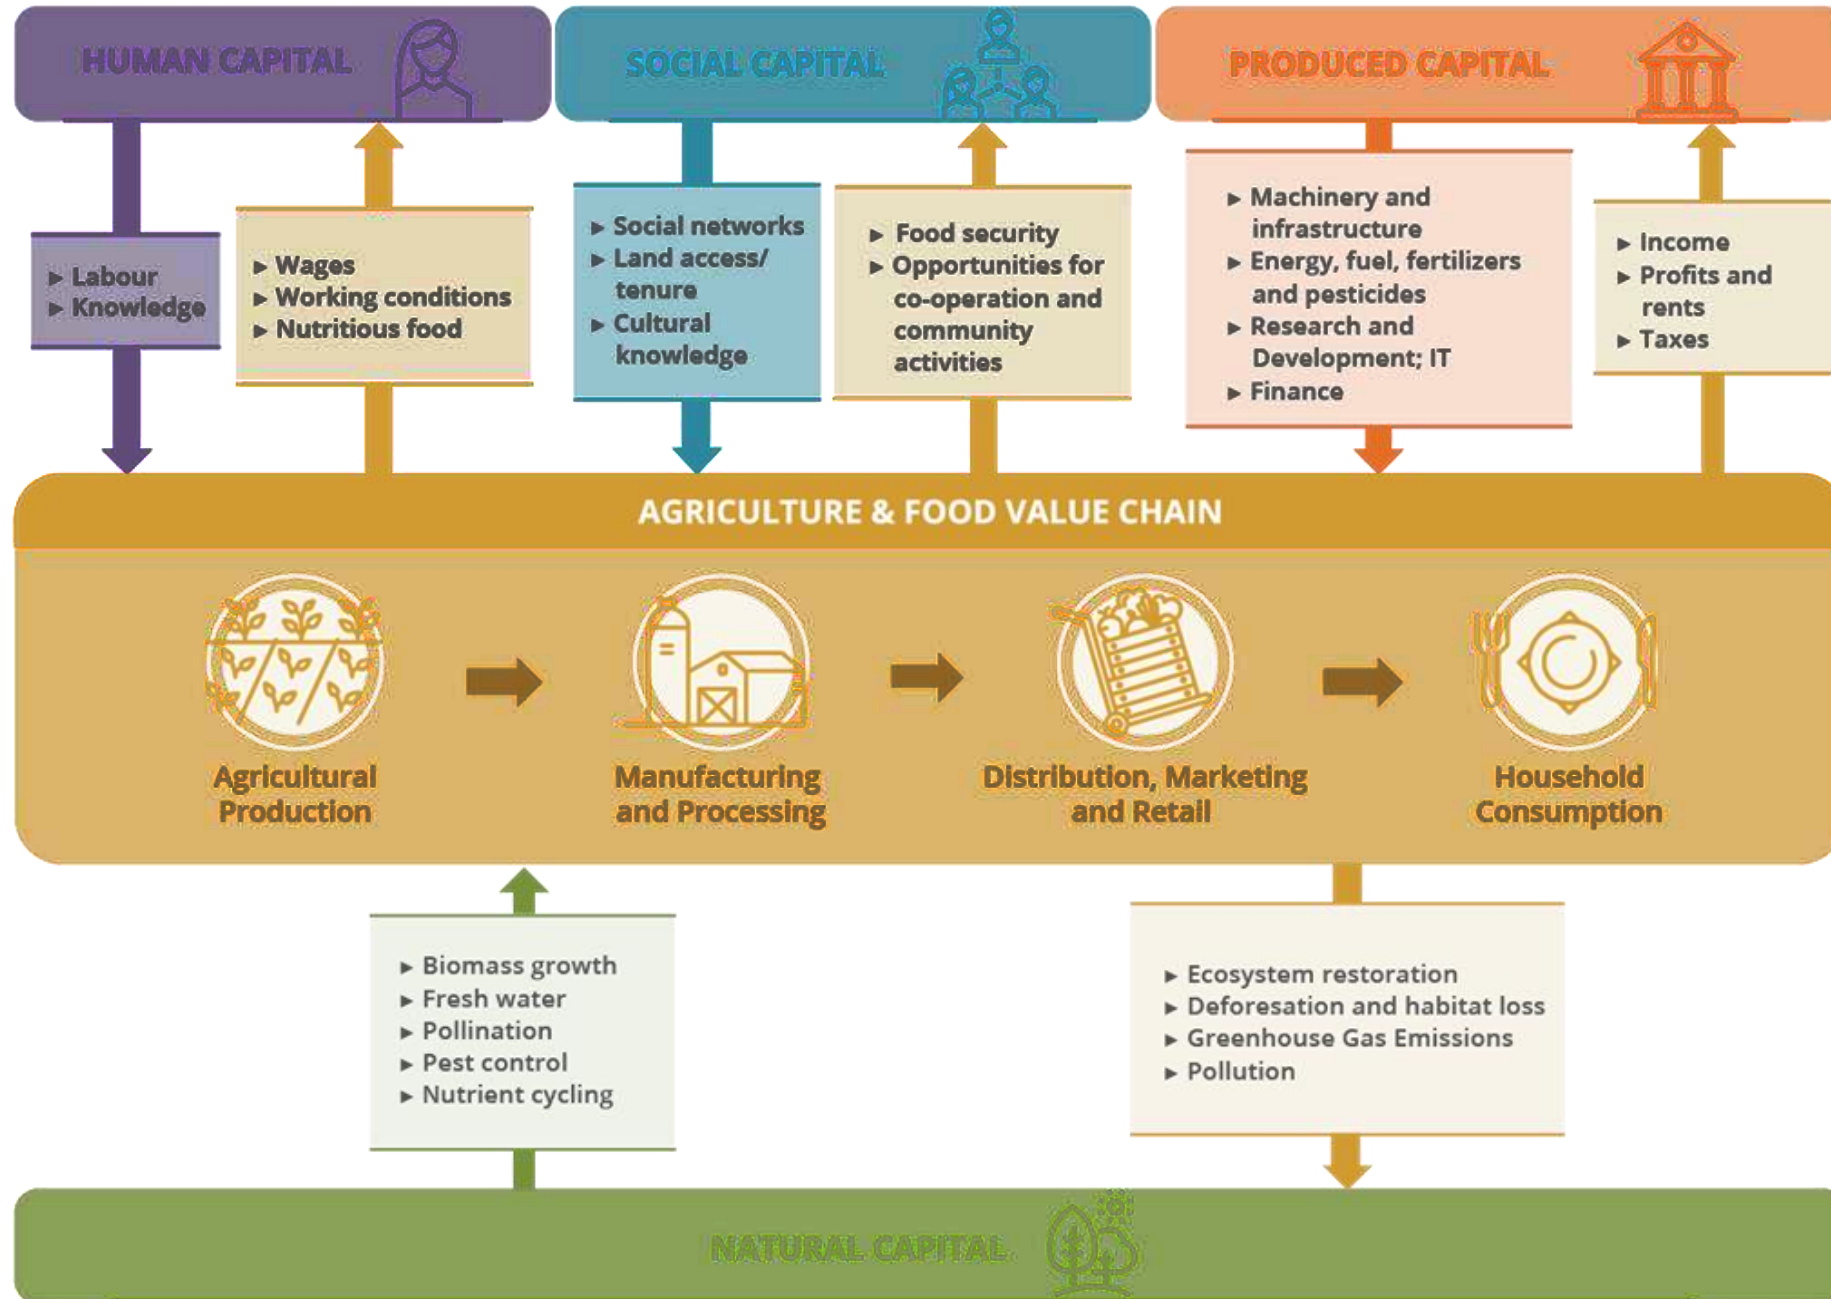 HUMAN CAPITAL
SOCIAL CAPITAL
PRODUCED CAPITAL
► Labour
► Knowledge
► Wages
► Working conditions
► Nutritious food
► Social networks
► Land access/
tenure
► Cultural
knowledge
► Food security
► Opportunities for
co-operation and
community
activities
► Machinery and
infrastructure
► Energy, fuel, fertilizers
and pesticides
► Research and
Development; IT
► Finance
► Income
► Profits and
rents
► Taxes
AGRICULTURE & FOOD VALUE CHAIN
Agricultural
Production
Manufacturing
and Processing
Distribution, Marketing
and Retail
Household
Consumption
► Biomass growth
► Fresh water
► Pollination
► Pest control
► Nutrient cycling
► Ecosystem restoration
► Deforesation and habitat loss
► Greenhouse Gas Emissions
► Pollution
NATURAL CAPITAL